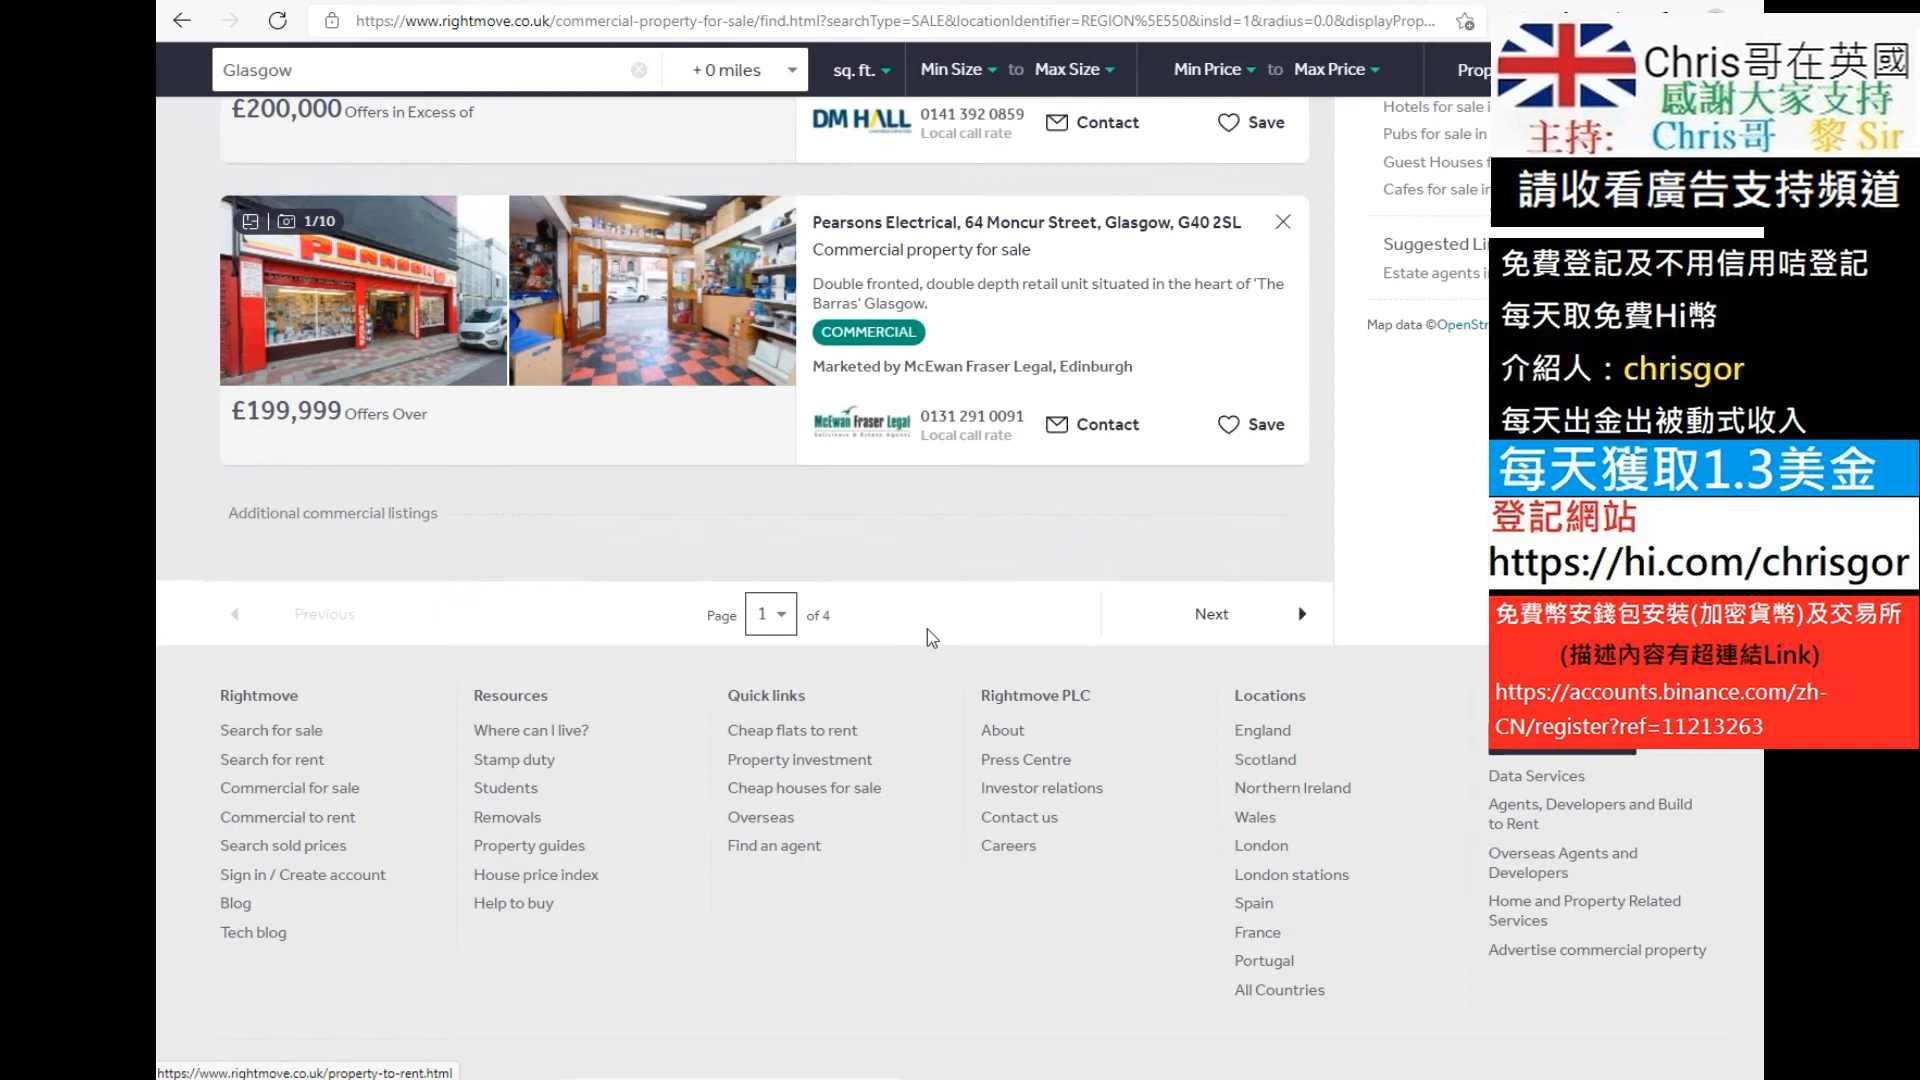 https://www.rightmove.co.uk/commercial-property-for-sale/find.html?searchType=SALE&locationIdentifier=REGION%5E550&insId=1&radius=0.0&displayProp...
Glasgow
+ 0 miles
sq. ft.
Min Size to Max Size
Min Price to Max Price
Prop
£200,000 Offers in Excess of
DM HALL
0141 392 0859
Local call rate
Contact
Save
1/10
PEARSONS
Pearsons Electrical, 64 Moncur Street, Glasgow, G40 2SL
Commercial property for sale
Double fronted, double depth retail unit situated in the heart of 'The
Barras' Glasgow.
COMMERCIAL
Marketed by McEwan Fraser Legal, Edinburgh
£199,999 Offers Over
McEwan Fraser Legal
Solicitors & Estate Agents
0131 291 0091
Local call rate
Contact
Save
Additional commercial listings
Previous
Page 1 of 4
Next
Hotels for sale i
Pubs for sale in
Guest Houses f
Cafes for sale i
Suggested Li
Estate agents i
Map data ©OpenStr
Chris哥在英國
感謝大家支持
主持: Chris哥 黎 Sir
請收看廣告支持頻道
免費登記及不用信用咭登記
每天取免費Hi幣
介紹人：chrisgor
每天出金出被動式收入
每天獲取1.3美金
登記網站
https://hi.com/chrisgor
免費幣安錢包安裝(加密貨幣)及交易所
(描述內容有超連結Link)
https://accounts.binance.com/zh-
CN/register?ref=11213263
Rightmove
Search for sale
Search for rent
Commercial for sale
Commercial to rent
Search sold prices
Sign in / Create account
Blog
Tech blog
Resources
Where can I live?
Stamp duty
Students
Removals
Property guides
House price index
Help to buy
Quick links
Cheap flats to rent
Property investment
Cheap houses for sale
Overseas
Find an agent
Rightmove PLC
About
Press Centre
Investor relations
Contact us
Careers
Locations
England
Scotland
Northern Ireland
Wales
London
London stations
Spain
France
Portugal
All Countries
Data Services
Agents, Developers and Build
to Rent
Overseas Agents and
Developers
Home and Property Related
Services
Advertise commercial property
https://www.rightmove.co.uk/property-to-rent.html